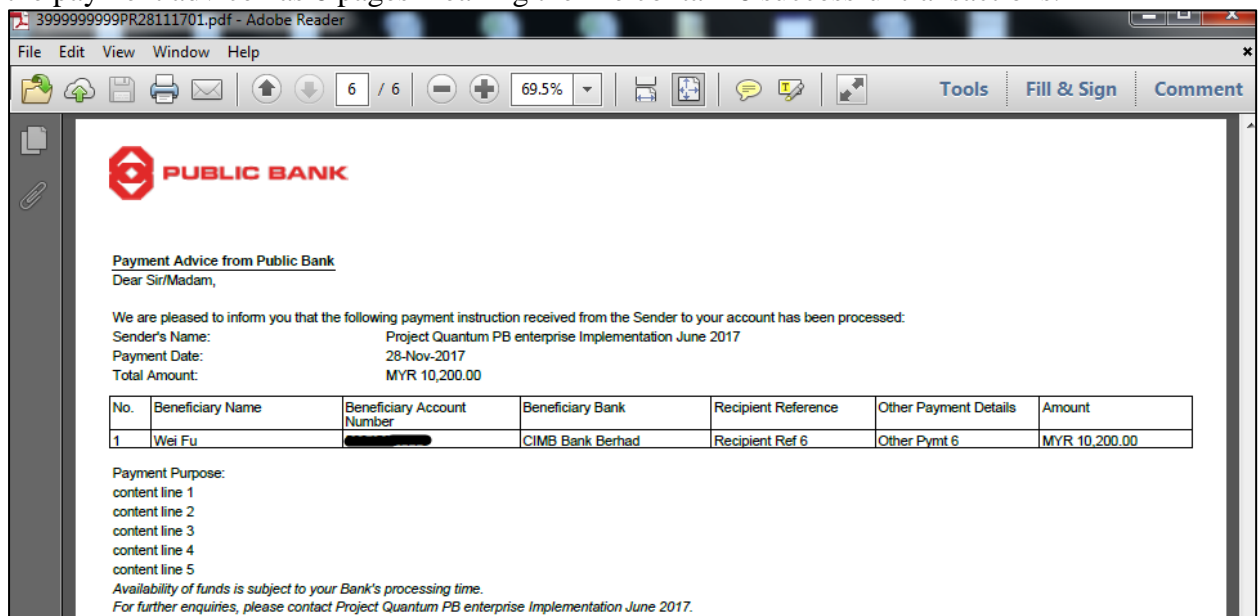 3999999999PR28111701.pdf - Adobe Reader
File Edit View Window Help
6 / 6 69.5% Tools Fill & Sign Comment
PUBLIC BANK
Payment Advice from Public Bank
Dear Sir/Madam,
We are pleased to inform you that the following payment instruction received from the Sender to your account has been processed:
Sender's Name: Project Quantum PB enterprise Implementation June 2017
Payment Date: 28-Nov-2017
Total Amount: MYR 10,200.00
No. Beneficiary Name Beneficiary Account Number Beneficiary Bank Recipient Reference Other Payment Details Amount
1 Wei Fu CIMB Bank Berhad Recipient Ref 6 Other Pymt 6 MYR 10,200.00
Payment Purpose:
content line 1
content line 2
content line 3
content line 4
content line 5
Availability of funds is subject to your Bank's processing time.
For further enquiries, please contact Project Quantum PB enterprise Implementation June 2017.